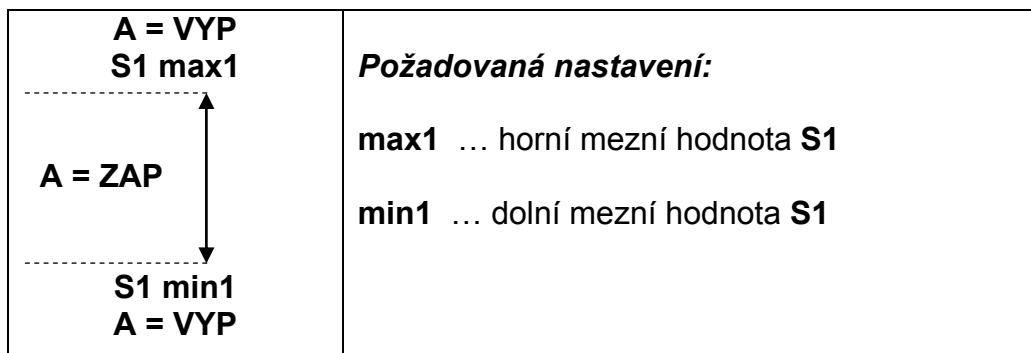 A = VYP
S1 max1
A = ZAP
S1 min1
A = VYP
Požadovaná nastavení:
max1 … horní mezní hodnota S1
min1 … dolní mezní hodnota S1